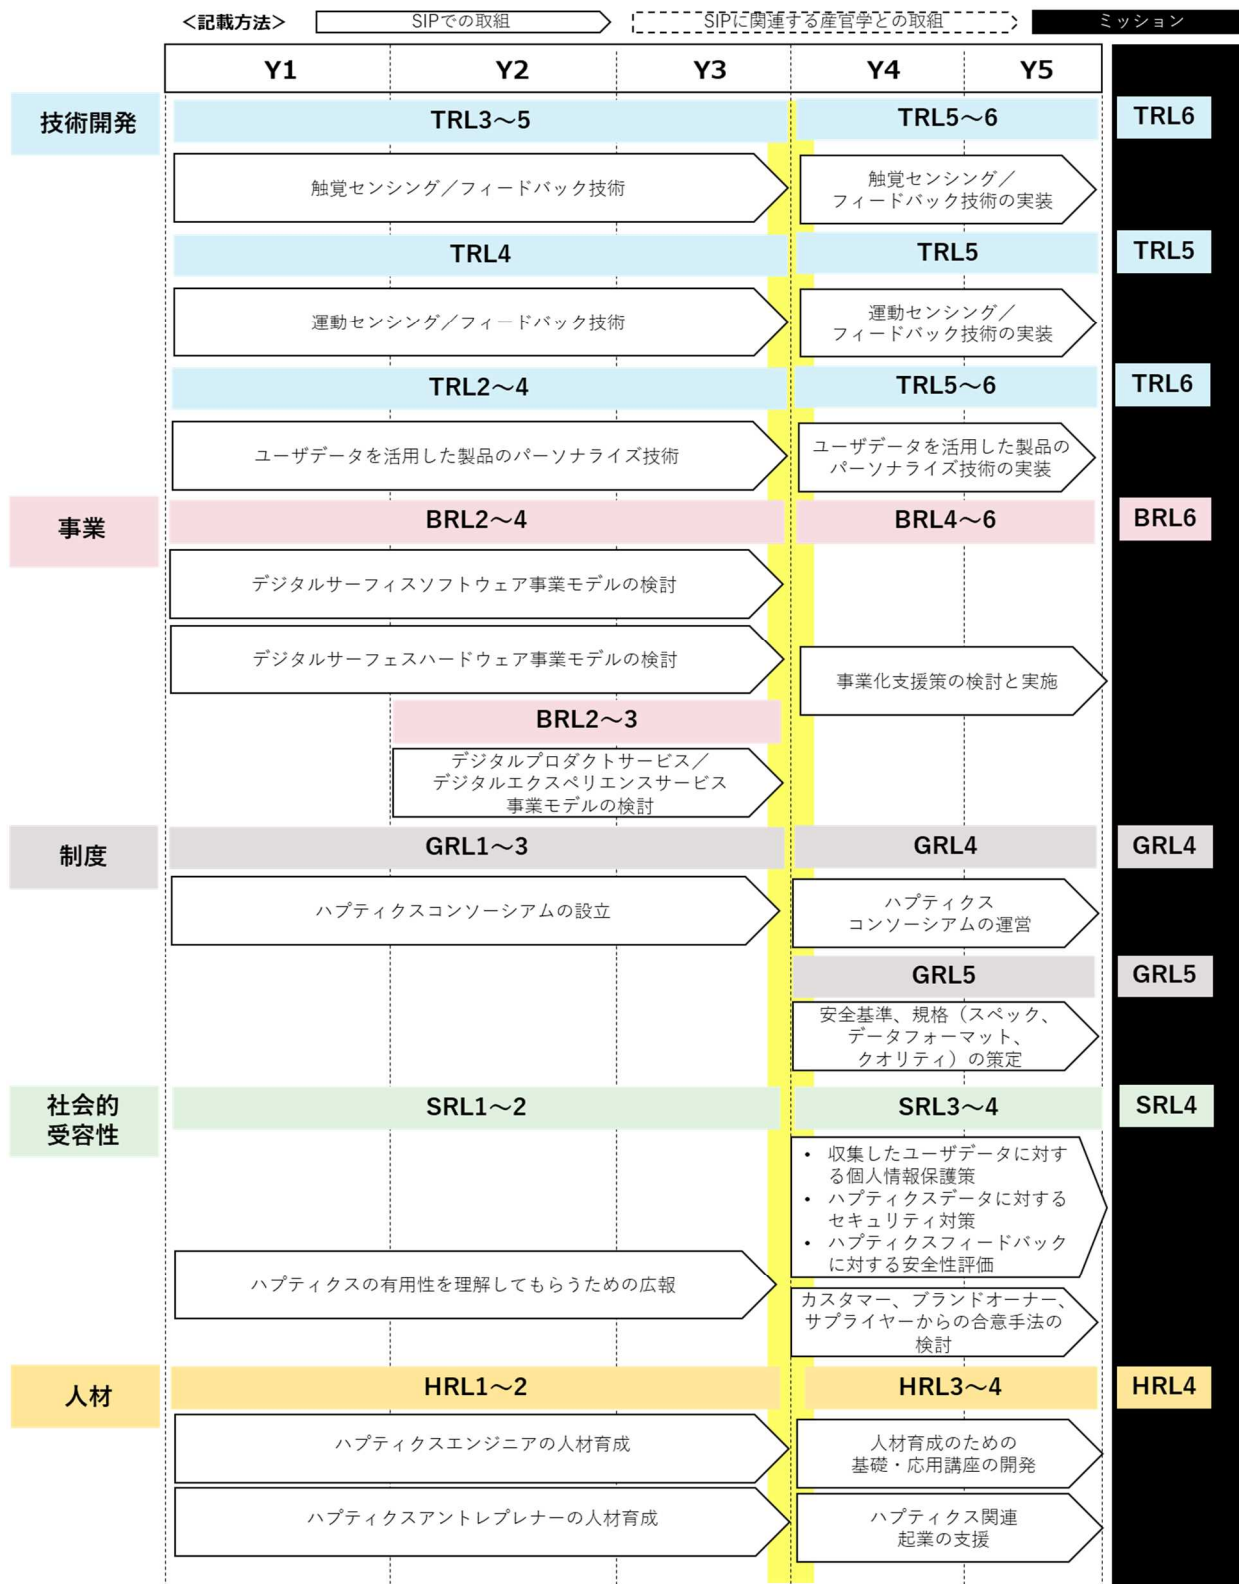 ＜記載方法＞ SIPでの取組 SIPに関連する産官学との取組 ミッション
Y1 Y2 Y3 Y4 Y5
技術開発 TRL3～5 TRL5～6 TRL6
触覚センシング／フィードバック技術
触覚センシング／
フィードバック技術の実装
TRL4 TRL5 TRL5
運動センシング／フィードバック技術
運動センシング／
フィードバック技術の実装
TRL2～4 TRL5～6 TRL6
ユーザデータを活用した製品のパーソナライズ技術
ユーザデータを活用した製品の
パーソナライズ技術の実装
事業 BRL2～4 BRL4～6 BRL6
デジタルサーフィスソフトウェア事業モデルの検討
デジタルサーフェスハードウェア事業モデルの検討
事業化支援策の検討と実施
BRL2～3
デジタルプロダクトサービス／
デジタルエクスペリエンスサービス
事業モデルの検討
制度 GRL1～3 GRL4 GRL4
ハプティクスコンソーシアムの設立
ハプティクス
コンソーシアムの運営
GRL5 GRL5
安全基準、規格（スペック、
データフォーマット、
クオリティ）の策定
社会的
受容性
SRL1～2 SRL3～4 SRL4
• 収集したユーザデータに対す
る個人情報保護策
• ハプティクスデータに対する
セキュリティ対策
• ハプティクスフィードバック
に対する安全性評価
ハプティクスの有用性を理解してもらうための広報
カスタマー、ブランドオーナー、
サプライヤーからの合意手法の
検討
人材 HRL1～2 HRL3～4 HRL4
ハプティクスエンジニアの人材育成
人材育成のための
基礎・応用講座の開発
ハプティクスアントレプレナーの人材育成
ハプティクス関連
起業の支援